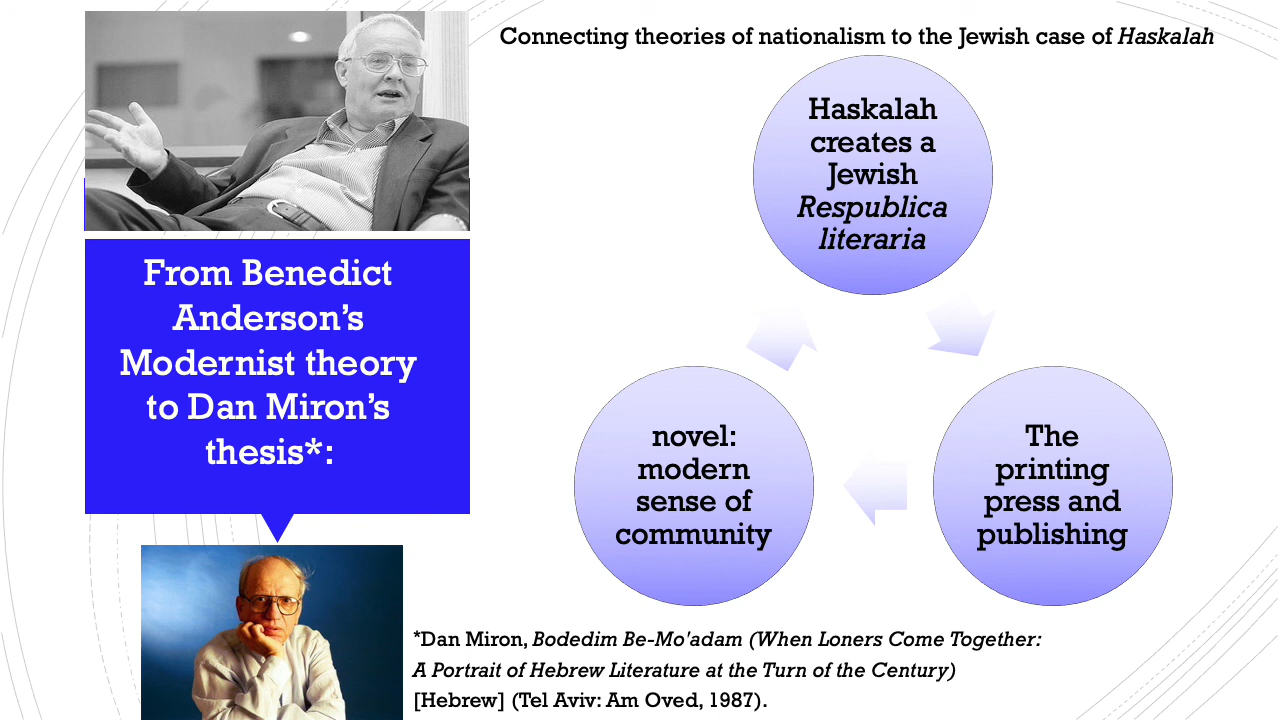 Connecting theories of nationalism to the Jewish case of Haskalah
From Benedict
Anderson’s
Modernist theory
to Dan Miron’s
thesis*:
Haskalah
creates a
Jewish
Respublica
literaria
The
printing
press and
publishing
novel:
modern
sense of
community
*Dan Miron, Bodedim Be-Mo'adam (When Loners Come Together:
A Portrait of Hebrew Literature at the Turn of the Century)
[Hebrew] (Tel Aviv: Am Oved, 1987).